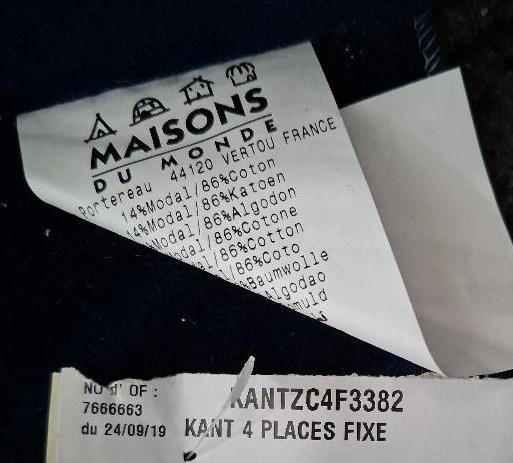 MAISONS
DU MONDE
Portereau 44120 VERTOU FRANCE
14%Modal/86%Coton
14%Modal/86%Katoen
Modal/86%Algodon
Modal/86%Cotone
/86%Cotton
/86%Coto
%Baumwolle
Algodao
No d' OF :
KANTZC4F3382
7666663
du 24/09/19 KANT 4 PLACES FIXE